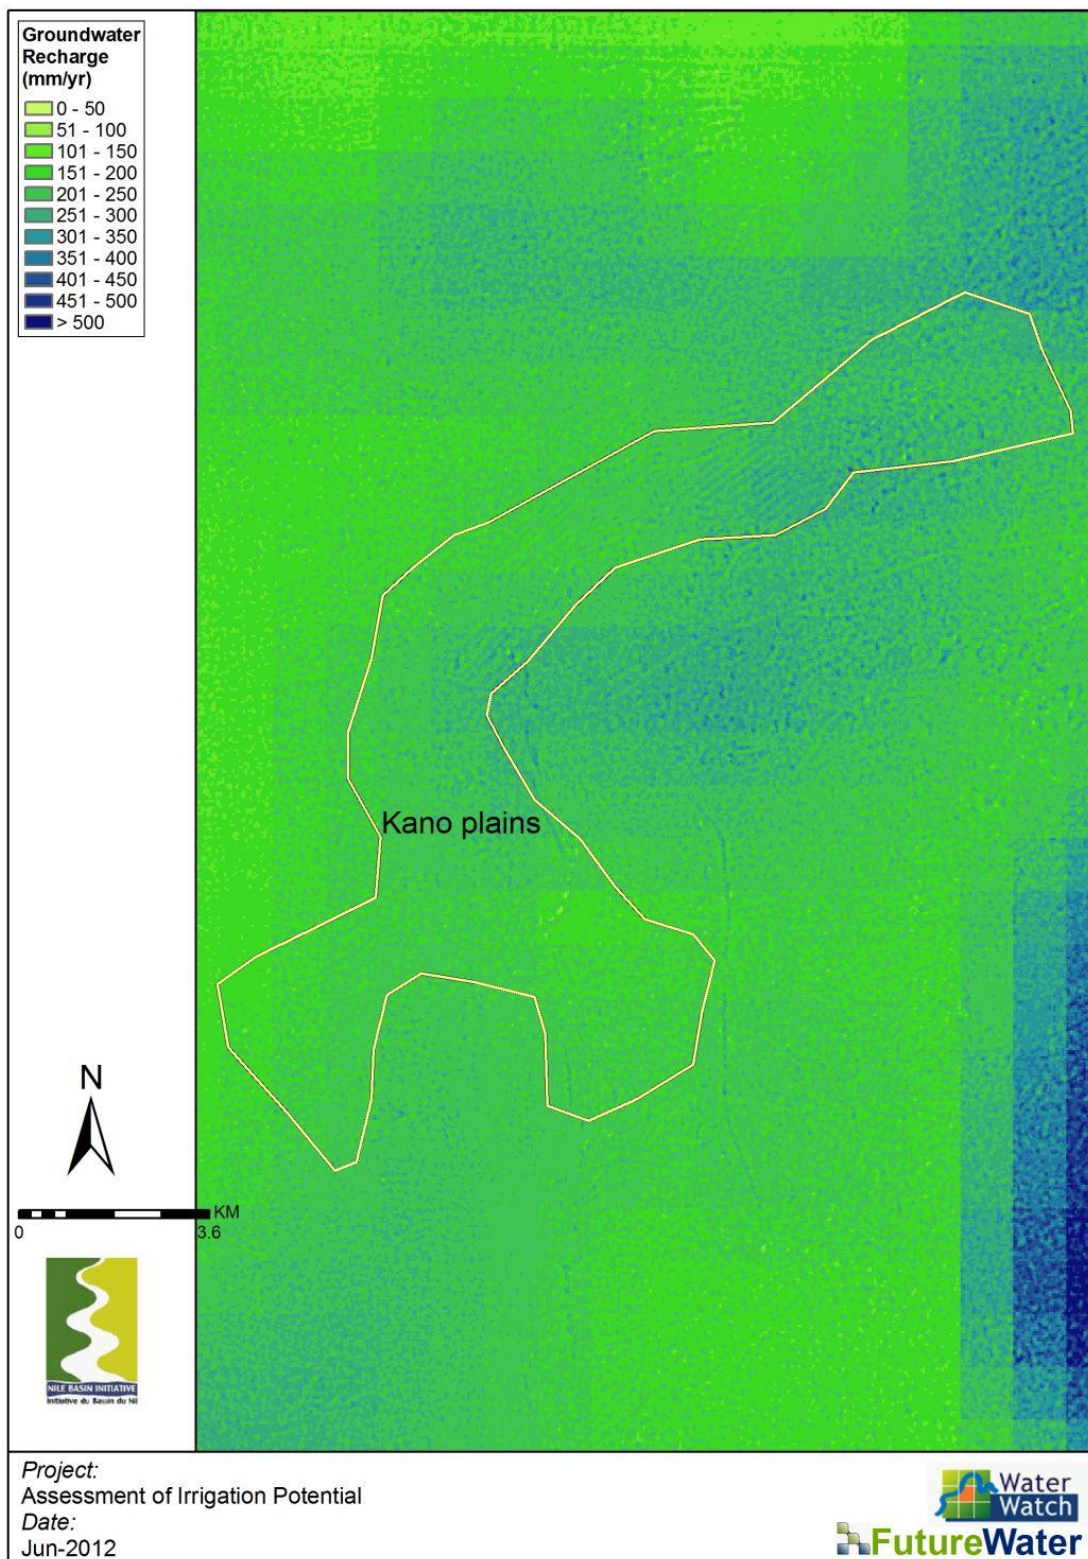 Groundwater
Recharge
(mm/yr)
0 - 50
51 - 100
101 - 150
151 - 200
201 - 250
251 - 300
301 - 350
351 - 400
401 - 450
451 - 500
> 500
Kano plains
N
KM
0 3.6
NILE BASIN INITIATIVE
Initiative du Bassin du Nil
Project:
Assessment of Irrigation Potential
Date:
Jun-2012
Water
Watch
FutureWater